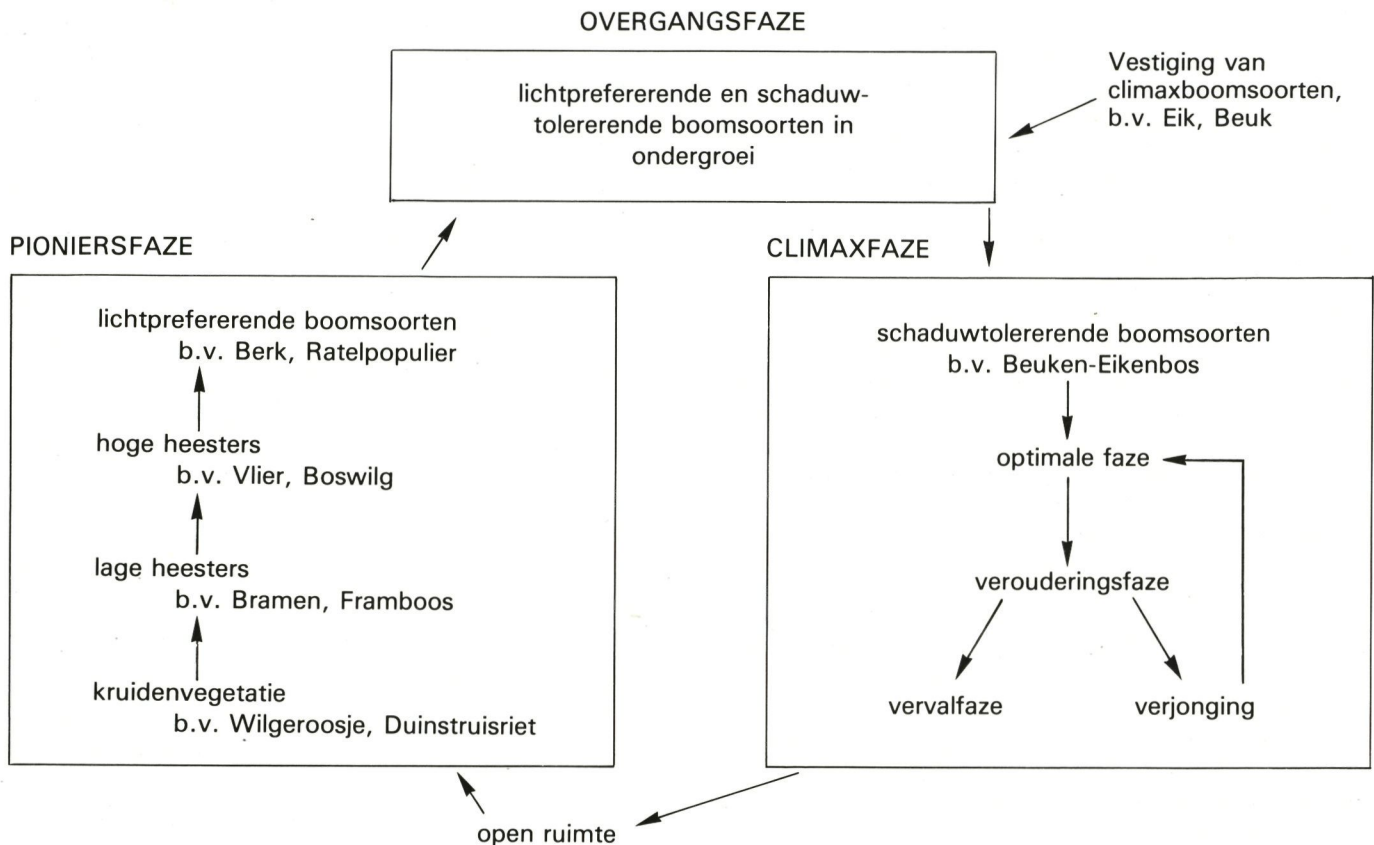 OVERGANGSFAZE
lichtprefererende en schaduw-
tolererende boomsoorten in
ondergroei
Vestiging van
climaxboomsoorten,
b.v. Eik, Beuk
PIONIERSFAZE
lichtprefererende boomsoorten
b.v. Berk, Ratelpopulier
hoge heesters
b.v. Vlier, Boswilg
lage heesters
b.v. Bramen, Framboos
kruidenvegetatie
b.v. Wilgeroosje, Duinstruisriet
CLIMAXFAZE
schaduwtolererende boomsoorten
b.v. Beuken-Eikenbos
optimale faze
verouderingsfaze
vervalfaze
verjonging
open ruimte